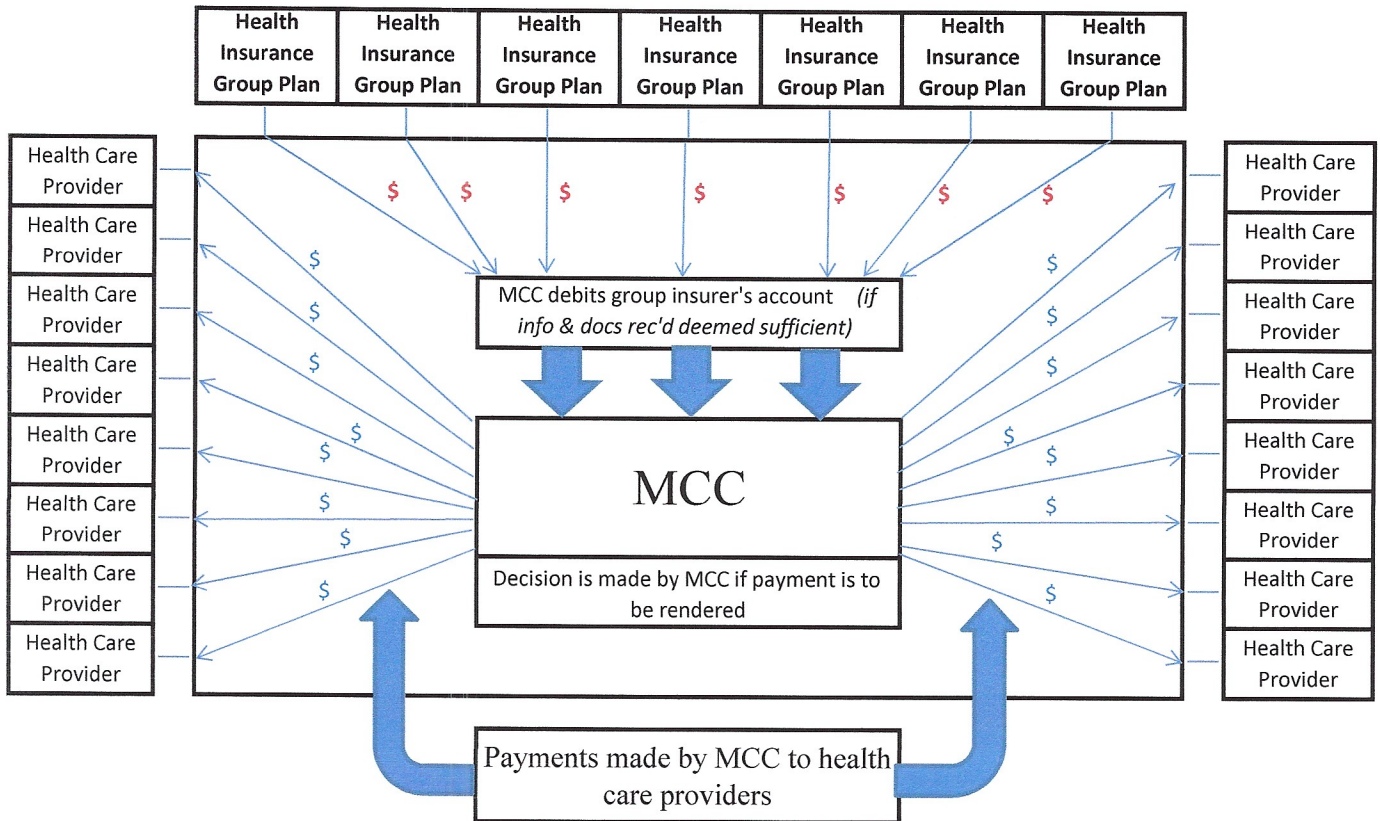 Health
Insurance
Group Plan
Health
Insurance
Group Plan
Health
Insurance
Group Plan
Health
Insurance
Group Plan
Health
Insurance
Group Plan
Health
Insurance
Group Plan
Health
Insurance
Group Plan
Health Care
Provider
Health Care
Provider
Health Care
Provider
Health Care
Provider
Health Care
Provider
Health Care
Provider
Health Care
Provider
Health Care
Provider
$ $ $ $ $ $ $
MCC debits group insurer's account (if
info & docs rec'd deemed sufficient)
$
$
$
$
$
$
$
$
MCC
Decision is made by MCC if payment is to
be rendered
$
$
$
$
$
$
$
$
Health Care
Provider
Health Care
Provider
Health Care
Provider
Health Care
Provider
Health Care
Provider
Health Care
Provider
Health Care
Provider
Health Care
Provider
Payments made by MCC to health
care providers